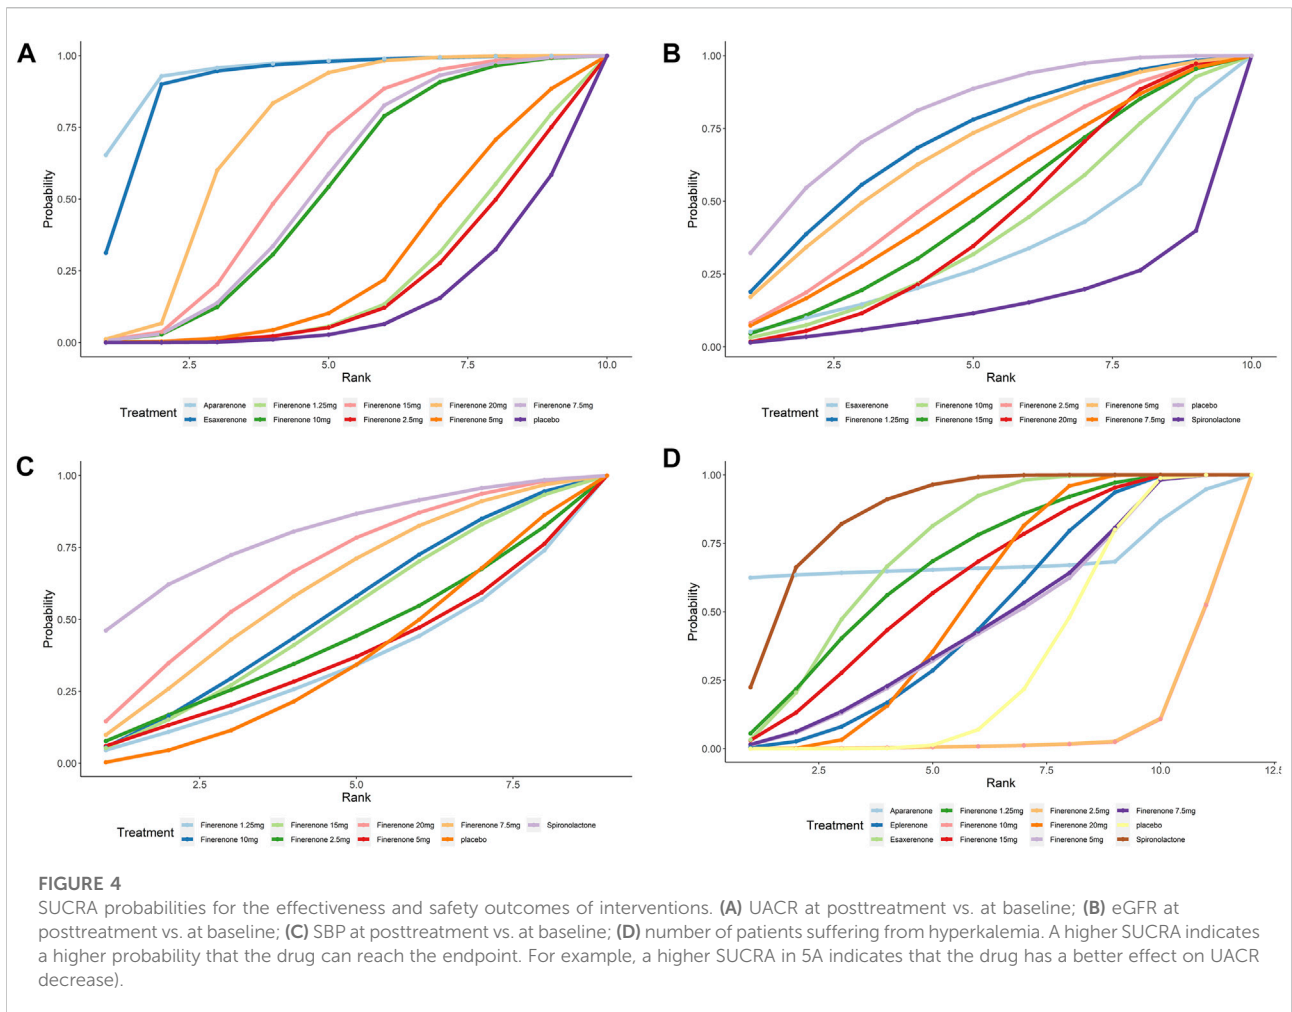 A
1.00
0.75
0.50
0.25
0.00
Probability
2.5
5.0
7.5
10.0
Rank
Treatment
Apararenone
Finerenone 1.25mg
Finerenone 15mg
Finerenone 20mg
Finerenone 7.5mg
Esaxerenone
Finerenone 10mg
Finerenone 2.5mg
Finerenone 5mg
placebo
B
1.00
0.75
0.50
0.25
0.00
Probability
2.5
5.0
7.5
10.0
Rank
Treatment
Esaxerenone
Finerenone 10mg
Finerenone 2.5mg
Finerenone 5mg
placebo
Finerenone 1.25mg
Finerenone 15mg
Finerenone 20mg
Finerenone 7.5mg
Spironolactone
C
1.00
0.75
0.50
0.25
0.00
Probability
2.5
5.0
7.5
Rank
Treatment
Finerenone 1.25mg
Finerenone 15mg
Finerenone 20mg
Finerenone 7.5mg
Spironolactone
Finerenone 10mg
Finerenone 2.5mg
Finerenone 5mg
placebo
D
1.00
0.75
0.50
0.25
0.00
Probability
2.5
5.0
7.5
10.0
12.5
Rank
Treatment
Apararenone
Finerenone 1.25mg
Finerenone 2.5mg
Finerenone 7.5mg
Eplerenone
Finerenone 10mg
Finerenone 20mg
placebo
Esaxerenone
Finerenone 15mg
Finerenone 5mg
Spironolactone
FIGURE 4
SUCRA probabilities for the effectiveness and safety outcomes of interventions. (A) UACR at posttreatment vs. at baseline; (B) eGFR at
posttreatment vs. at baseline; (C) SBP at posttreatment vs. at baseline; (D) number of patients suffering from hyperkalemia. A higher SUCRA indicates
a higher probability that the drug can reach the endpoint. For example, a higher SUCRA in 5A indicates that the drug has a better effect on UACR
decrease).